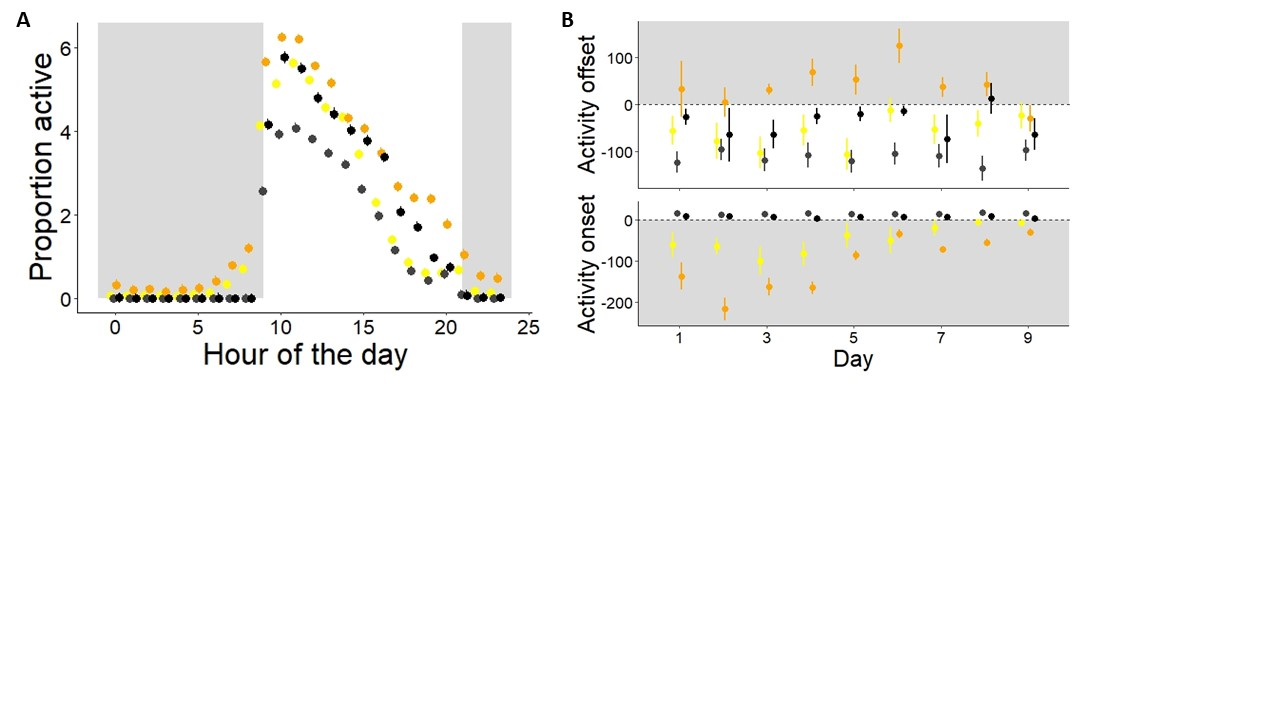 A
Proportion active
6
4
2
0
0 5 10 15 20 25
Hour of the day
B
Activity offset
100
0
-100
Activity onset
0
-100
-200
1 3 5 7 9
Day